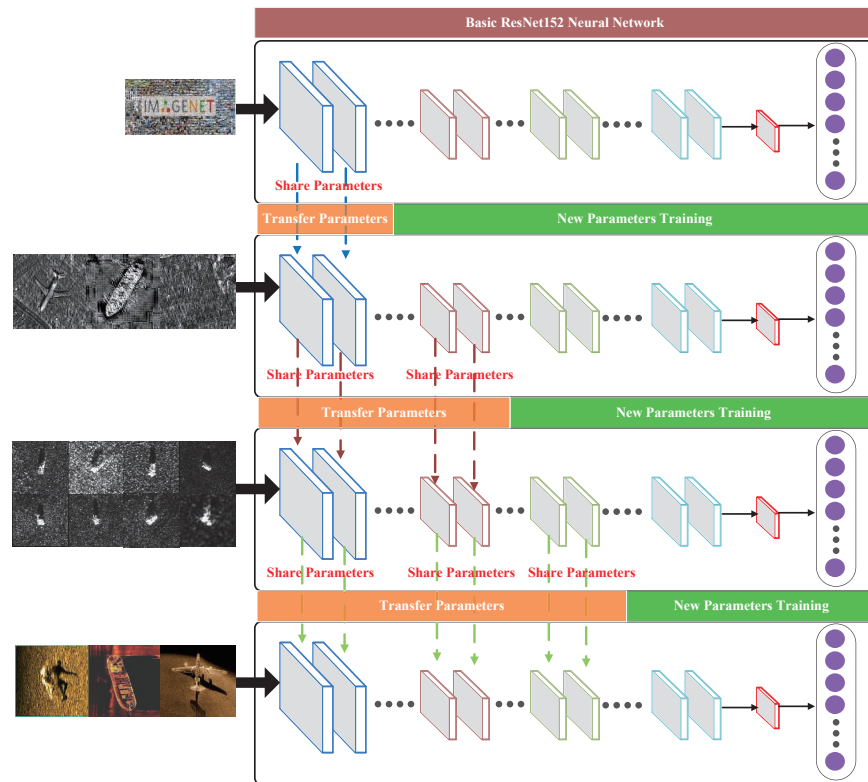 Basic ResNet152 Neural Network
IMAGENET
Share Parameters
Transfer Parameters New Parameters Training
Share Parameters Share Parameters
Transfer Parameters New Parameters Training
Share Parameters Share Parameters Share Parameters
Transfer Parameters New Parameters Training